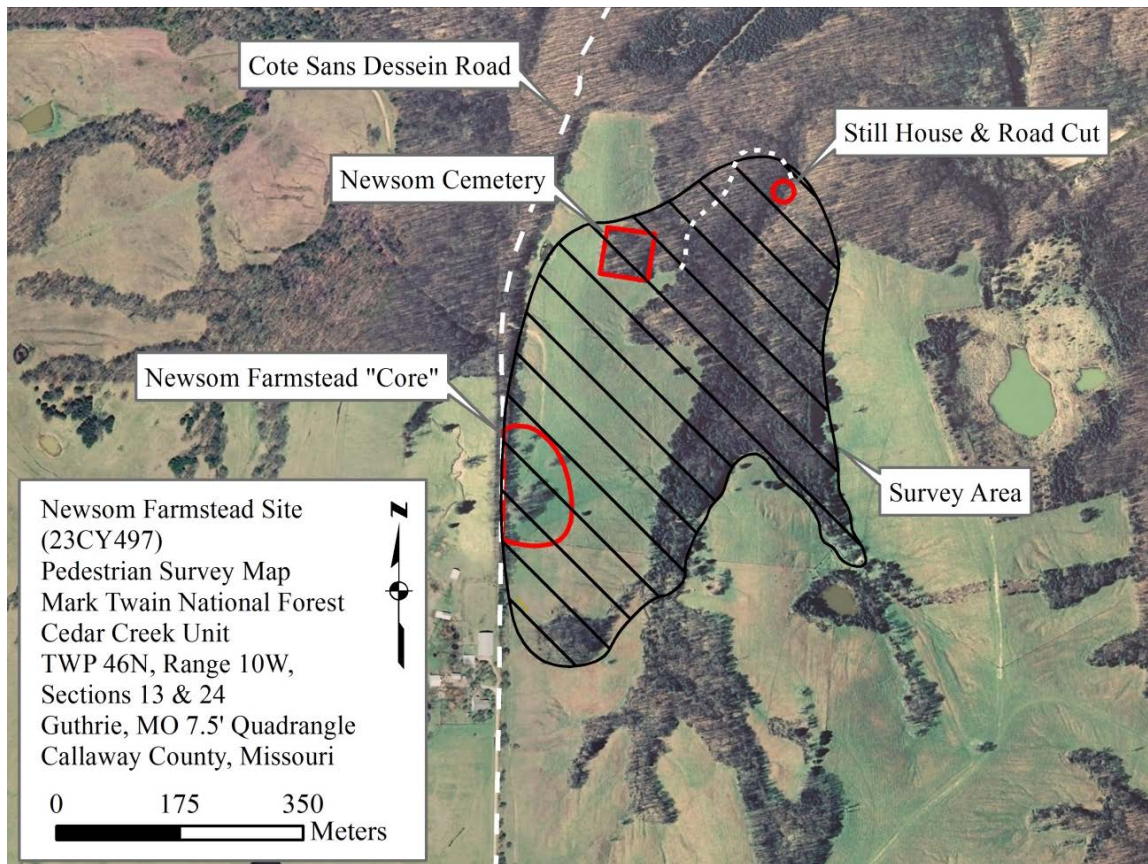 Cote Sans Dessein Road
Still House & Road Cut
Newsom Cemetery
Newsom Farmstead "Core"
Survey Area
Newsom Farmstead Site
(23CY497)
Pedestrian Survey Map
Mark Twain National Forest
Cedar Creek Unit
TWP 46N, Range 10W,
Sections 13 & 24
Guthrie, MO 7.5' Quadrangle
Callaway County, Missouri
N
0 175 350
Meters